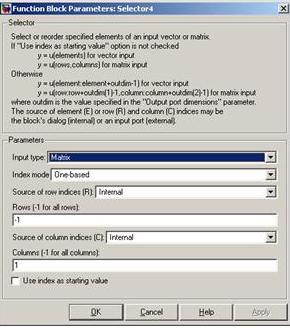 Function Block Parameters: Selector4
Selector
Select or reorder specified elements of an input vector or matrix.
If "Use index as starting value" option is not checked
y = u(elements) for vector input
y = u(rows,columns) for matrix input
Otherwise
y = u(element:element+outdim-1) for vector input
y = u(row:row+outdim(1)-1,column:column+outdim(2)-1) for matrix input
where outdim is the value specified in the "Output port dimensions" parameter.
The source of element (E) or row (R) and column (C) indices may be
the block's dialog (internal) or an input port (external).
Parameters
Input type: Matrix
Index mode One-based
Source of row indices (R): Internal
Rows (-1 for all rows):
-1
Source of column indices (C): Internal
Columns (-1 for all columns):
1
Use index as starting value
OK Cancel Help Apply